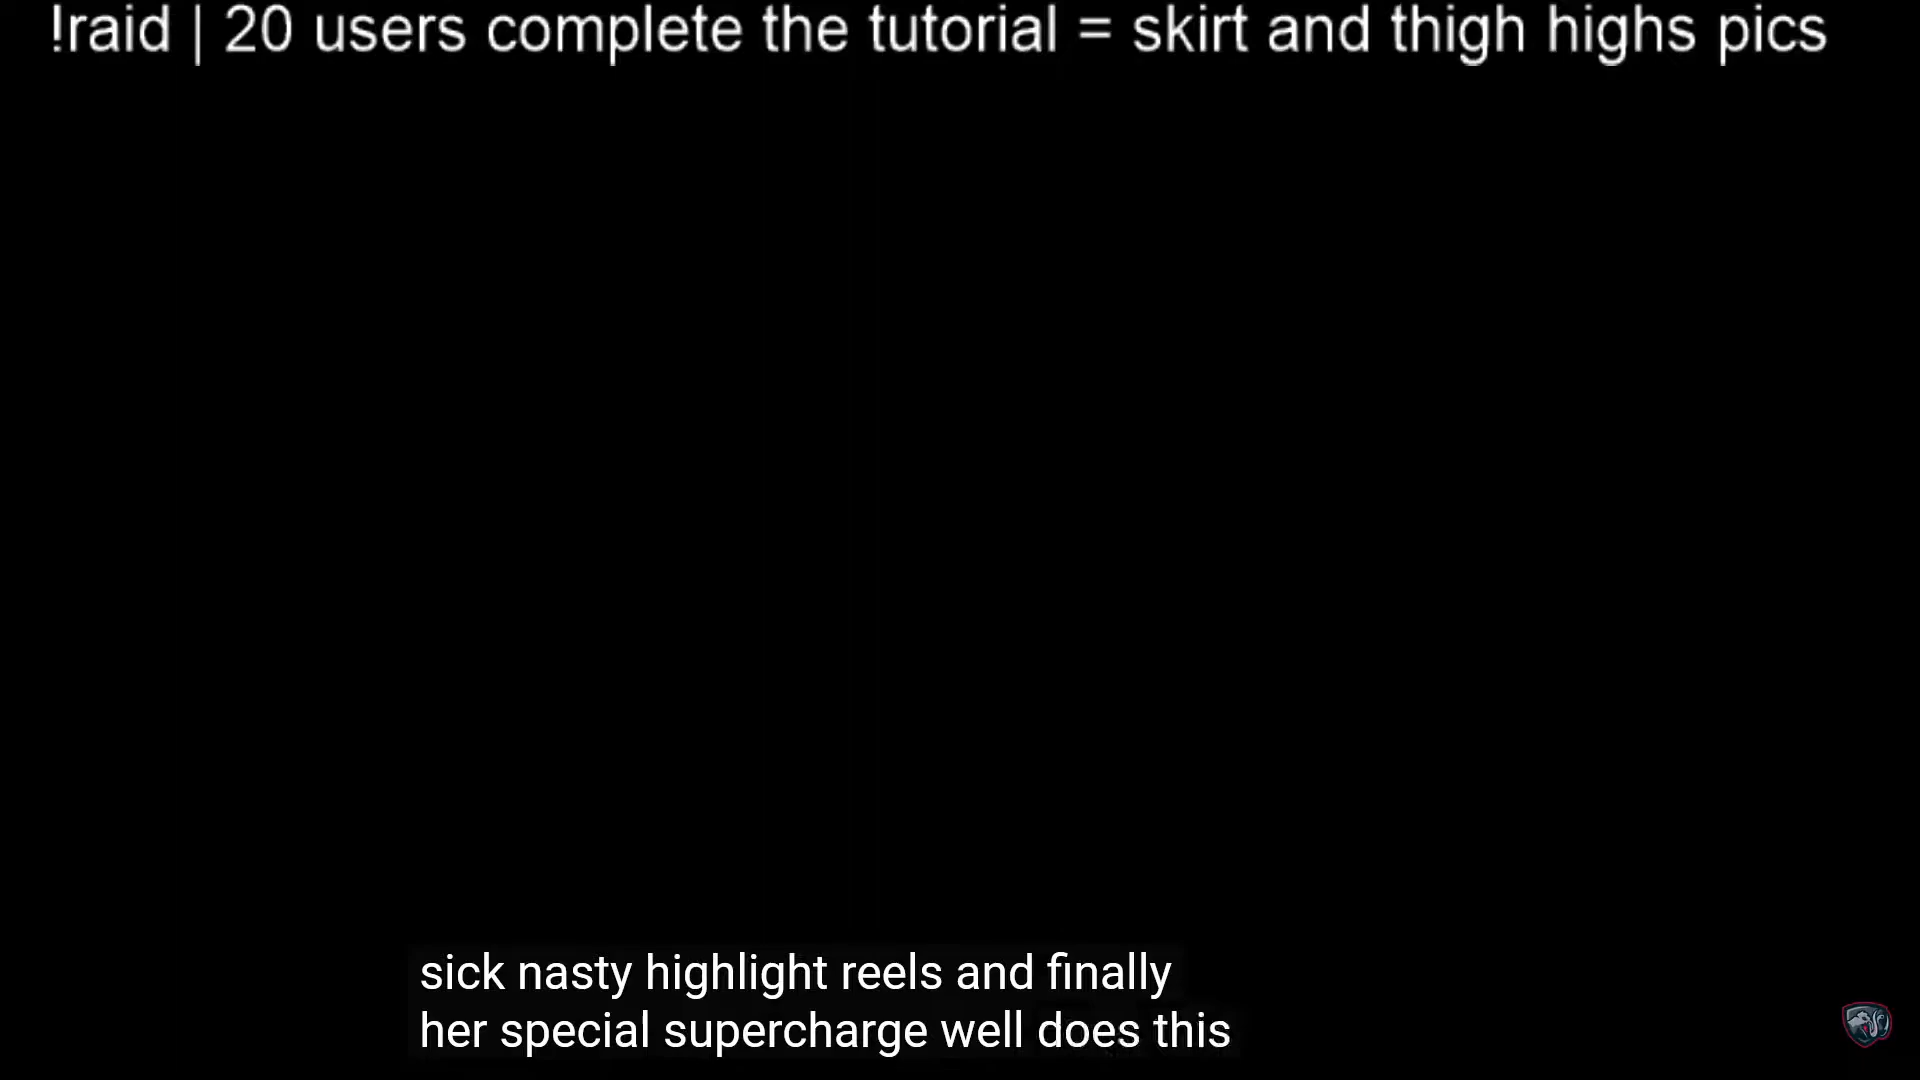 !raid | 20 users complete the tutorial = skirt and thigh highs pics
sick nasty highlight reels and finally
her special supercharge well does this